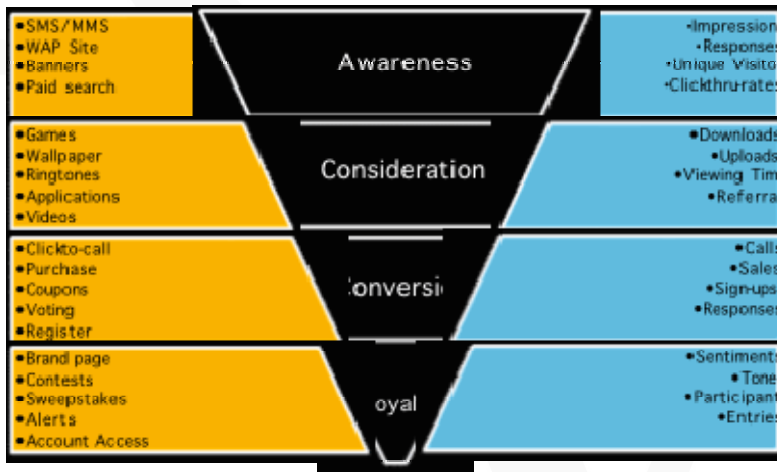 •SMS/MMS
•WAP Site
•Banners
•Paid search
Awareness
•Impression
•Responses
•Unique Visito
•Clickthru-rates
•Games
•Wallpaper
•Ringtones
•Applications
•Videos
Consideration
•Downloads
•Uploads
•Viewing Tim
•Referra
•Clickto-call
•Purchase
•Coupons
•Voting
•Register
Conversi
•Calls
•Sales
•Sign-ups
•Responses
•Brand page
•Contests
•Sweepstakes
•Alerts
•Account Access
oyal
•Sentiments
•Tone
•Participant
•Entries